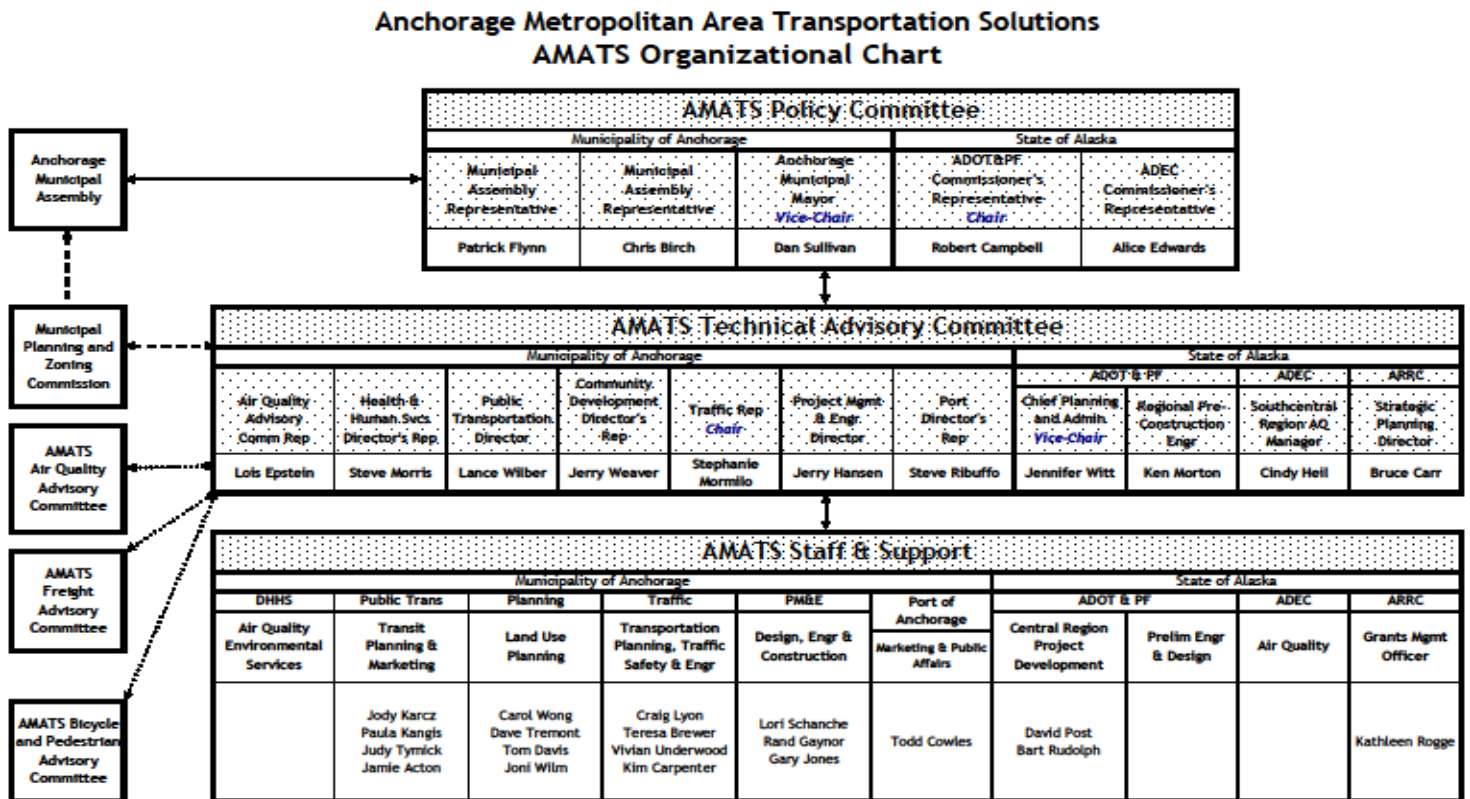 Anchorage Metropolitan Area Transportation Solutions
AMATS Organizational Chart
AMATS Policy Committee
Municipality of Anchorage
State of Alaska
Municipal
Assembly
Representative
Municipal
Assembly
Representative
Anchorage
Municipal
Mayor
Vice-Chair
ADOT&PF
Commissioner's
Representative
Chair
ADEC
Commissioner's
Representative
Patrick Flynn
Chris Birch
Dan Sullivan
Robert Campbell
Alice Edwards
Anchorage
Municipal
Assembly
Municipal
Planning and
Zoning
Commission
AMATS
Air Quality
Advisory
Committee
AMATS
Freight
Advisory
Committee
AMATS Bicycle
and Pedestrian
Advisory
Committee
AMATS Technical Advisory Committee
Municipality of Anchorage
State of Alaska
ADOT & PF
ADEC
ARRC
Air Quality
Advisory
Comm Rep
Health &
Human Svcs
Director's Rep
Public
Transportation
Director
Community
Development
Director's
Rep
Traffic Rep
Chair
Project Mgmt
& Engr
Director
Port
Director's
Rep
Chief Planning
and Admin
Vice-Chair
Regional Pre-
Construction
Engr
Southcentral
Region AQ
Manager
Strategic
Planning
Director
Lois Epstein
Steve Morris
Lance Wilber
Jerry Weaver
Stephanie
Mormilo
Jerry Hansen
Steve Ribuffo
Jennifer Witt
Ken Morton
Cindy Heil
Bruce Carr
AMATS Staff & Support
Municipality of Anchorage
State of Alaska
DHHS
Public Trans
Planning
Traffic
PM&E
Port of
Anchorage
ADOT & PF
ADEC
ARRC
Air Quality
Environmental
Services
Transit
Planning &
Marketing
Land Use
Planning
Transportation
Planning, Traffic
Safety & Engr
Design, Engr &
Construction
Marketing & Public
Affairs
Central Region
Project
Development
Prelim Engr
& Design
Air Quality
Grants Mgmt
Officer
Jody Karcz
Paula Kangis
Judy Tymick
Jamie Acton
Carol Wong
Dave Tremont
Tom Davis
Joni Wilm
Craig Lyon
Teresa Brewer
Vivian Underwood
Kim Carpenter
Lori Schanche
Rand Gaynor
Gary Jones
Todd Cowles
David Post
Bart Rudolph
Kathleen Rogge